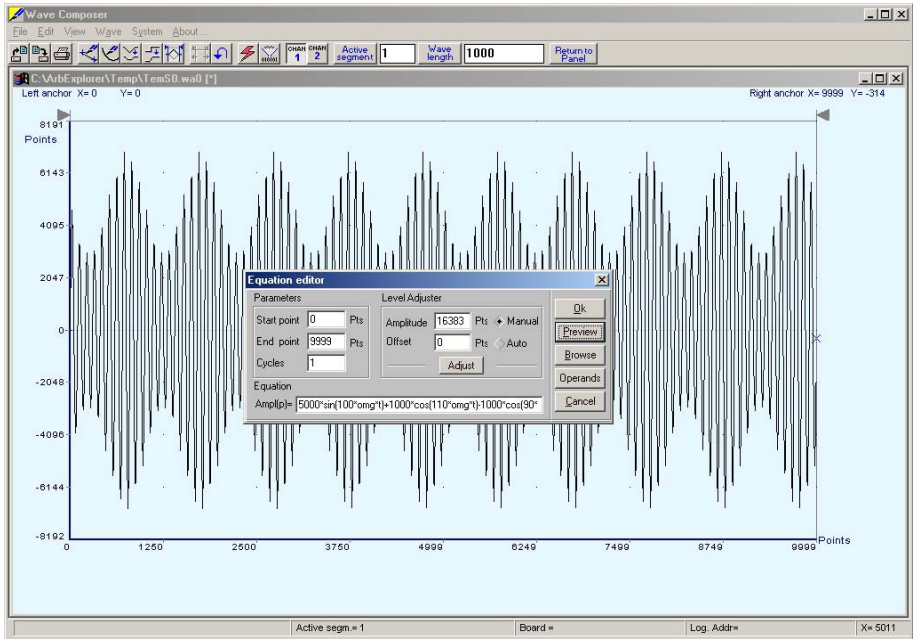 Wave Composer
File Edit View Wave System About...
CHAN 1 CHAN 2 Active segment 1 Wave length 1000 Return to Panel
C:\ArbExplorer\Temp\TemS0.wa0 [*]
Left anchor X= 0 Y= 0 Right anchor X= 9999 Y= -314
8191
Points
6143
4095
2047
0
-2048
-4096
-6144
-8192
0 1250 2500 3750 4999 6249 7499 8749 9999 Points
Equation editor
Parameters
Start point 0 Pts
End point 9999 Pts
Cycles 1
Level Adjuster
Amplitude 16383 Pts Manual
Offset 0 Pts Auto
Adjust
Equation
Ampl(p)= 5000*sin(100*omg*t)+1000*cos(110*omg*t)-1000*cos(90*
Ok
Preview
Browse
Operands
Cancel
Active segm.= 1 Board = Log. Addr= X= 5011